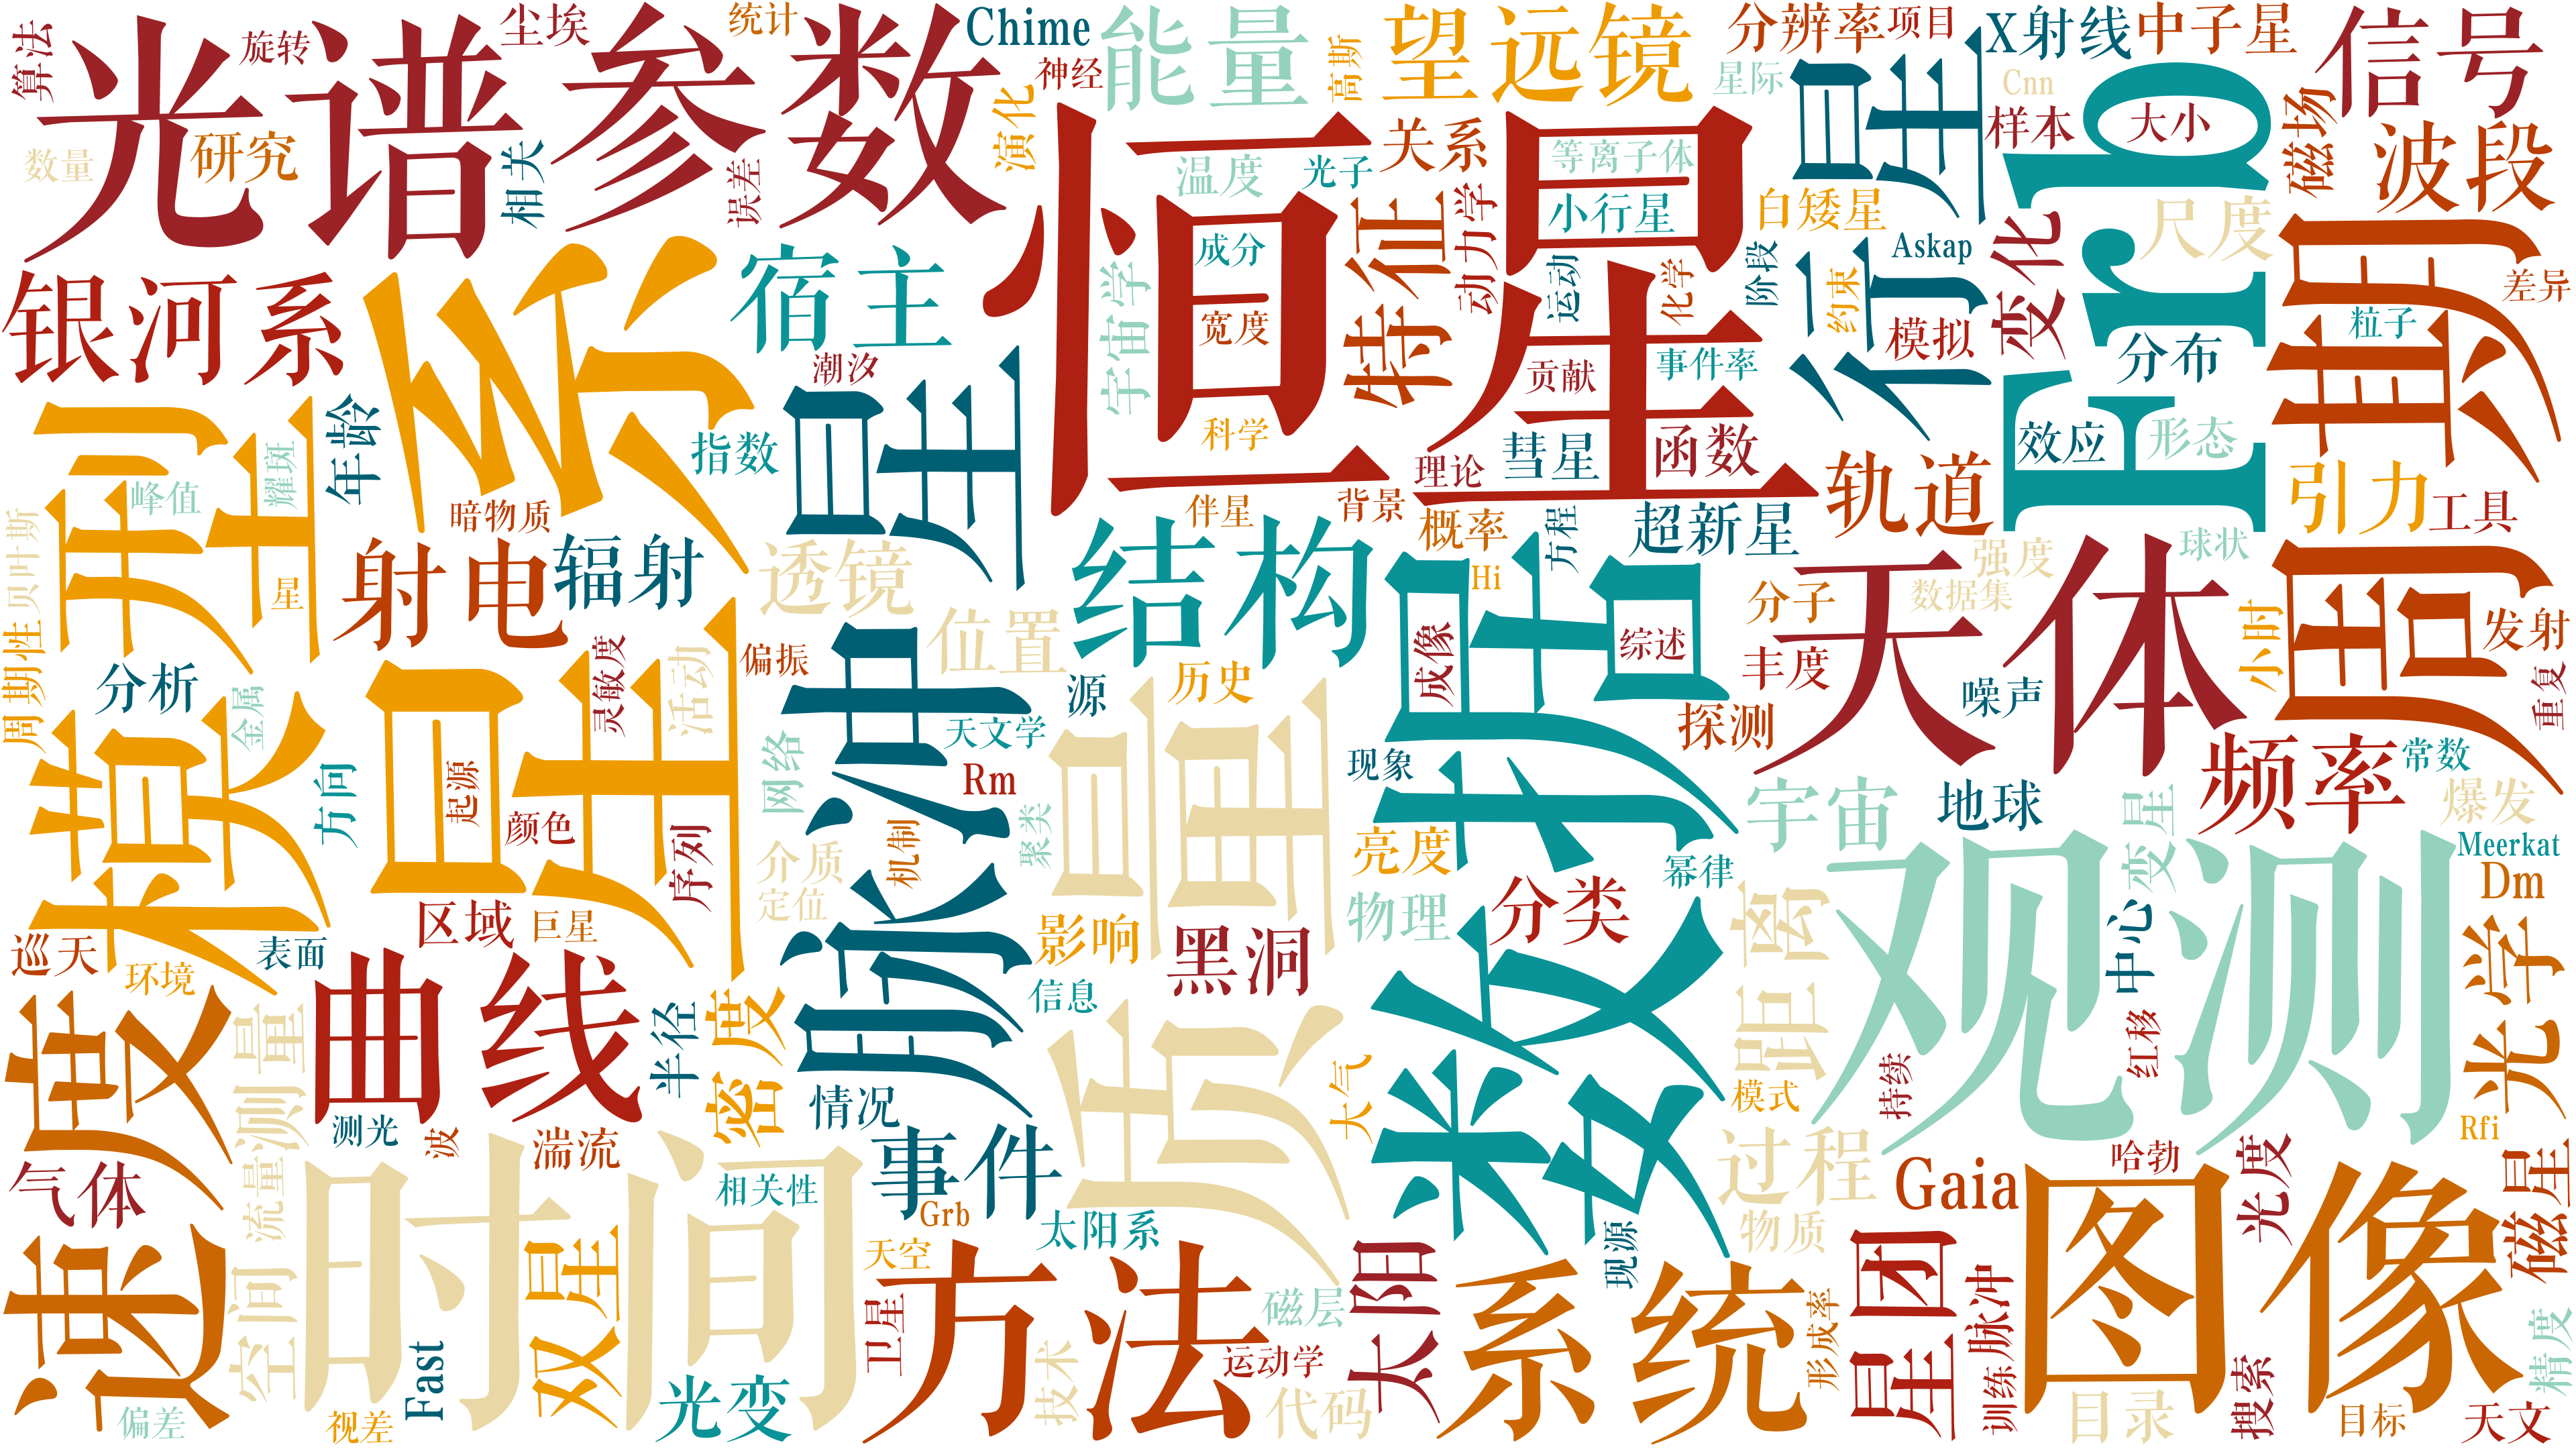 算法
光谱
旋转
尘埃
参数
统计
Chime
能量
神经
高斯
望远镜
分辨率
项目
X射线
中子星
信号
数量
研究
相关
误差
演化
恒星
温度
光子
关系
等离子体
小行星
星际
行星
Cnn
样本
Frb
大小
磁场
波段
白矮星
尺度
银河系
星系
宿主
宇宙学
成分
宽度
特征
动力学
运动
化学
阶段
约束
Askap
变化
模拟
分布
周期
粒子
差异
潮汐
行星
科学
贡献
事件率
模型
年龄
指数
峰值
耀斑
暗物质
伴星
背景
理论
彗星
函数
概率
轨道
效应
形态
引力
工具
贝叶斯
星
射电
辐射
透镜
结构
Hi
方程
超新星
强度
球状
数据集
分子
数据
综述
成像
天体
小时
发射
周期性
分析
金属
灵敏度
活动
偏振
位置
源
历史
天文学
丰度
噪声
探测
重复
方向
起源
颜色
序列
网络
脉冲
Rm
质量
现象
宇宙
地球
变星
频率
常数
爆发
介质
定位
机制
聚类
亮度
幂律
Meerkat
Dm
巡天
环境
表面
区域
巨星
影响
黑洞
物理
分类
距离
观测
中心
光学
速度
测量
曲线
半径
密度
信息
情况
大气
模式
持续
红移
Rfi
测光
波
湍流
气体
流量
时间
相关性
事件
Grb
太阳系
过程
物质
Gaia
哈勃
光度
磁星
空间
双星
天空
方法
磁层
太阳
系统
形成率
星团
脉冲
训练
图像
精度
偏差
视差
Fast
光变
卫星
技术
运动学
代码
目录
搜索
目标
天文